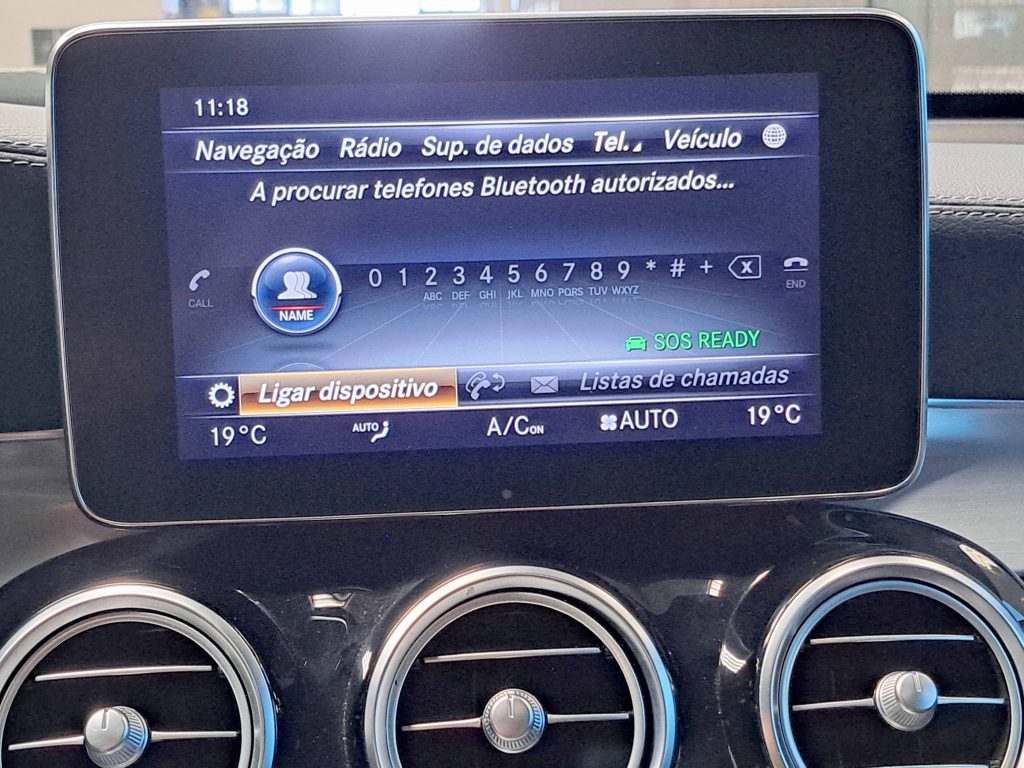 11:18
Navegação Rádio Sup. de dados Tel. Veículo
A procurar telefones Bluetooth autorizados...
0 1 2 3 4 5 6 7 8 9 * # +
ABC DEF GHI JKL MNO PQRS TUV WXYZ
CALL
NAME
END
SOS READY
Ligar dispositivo Listas de chamadas
19°C AUTO A/C ON AUTO 19°C